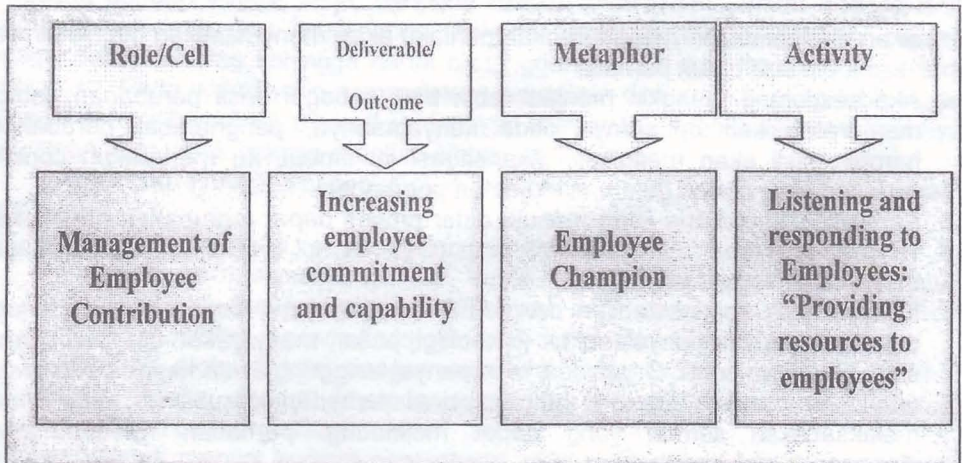 Role/Cell
Deliverable/
Outcome
Metaphor
Activity
Management of
Employee
Contribution
Increasing
employee
commitment
and capability
Employee
Champion
Listening and
responding to
Employees:
“Providing
resources to
employees”